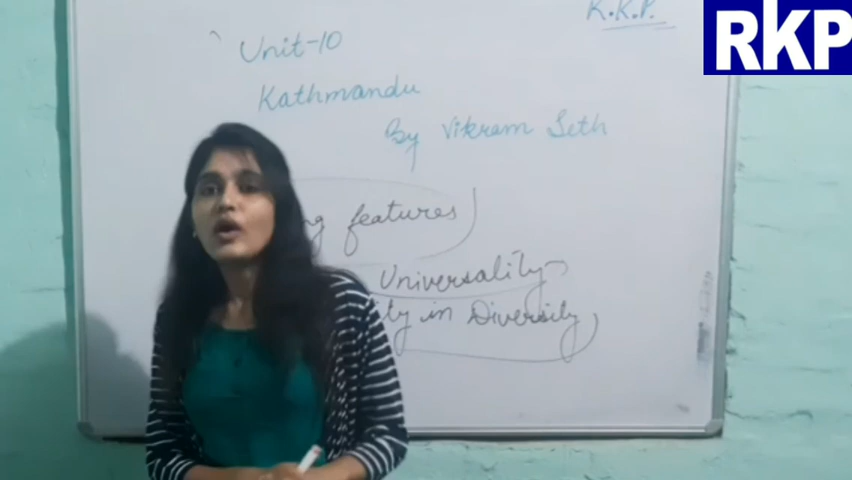 K.K.P.
RKP
Unit-10
Kathmandu
By Vikram Seth
features
Universality
in Diversity